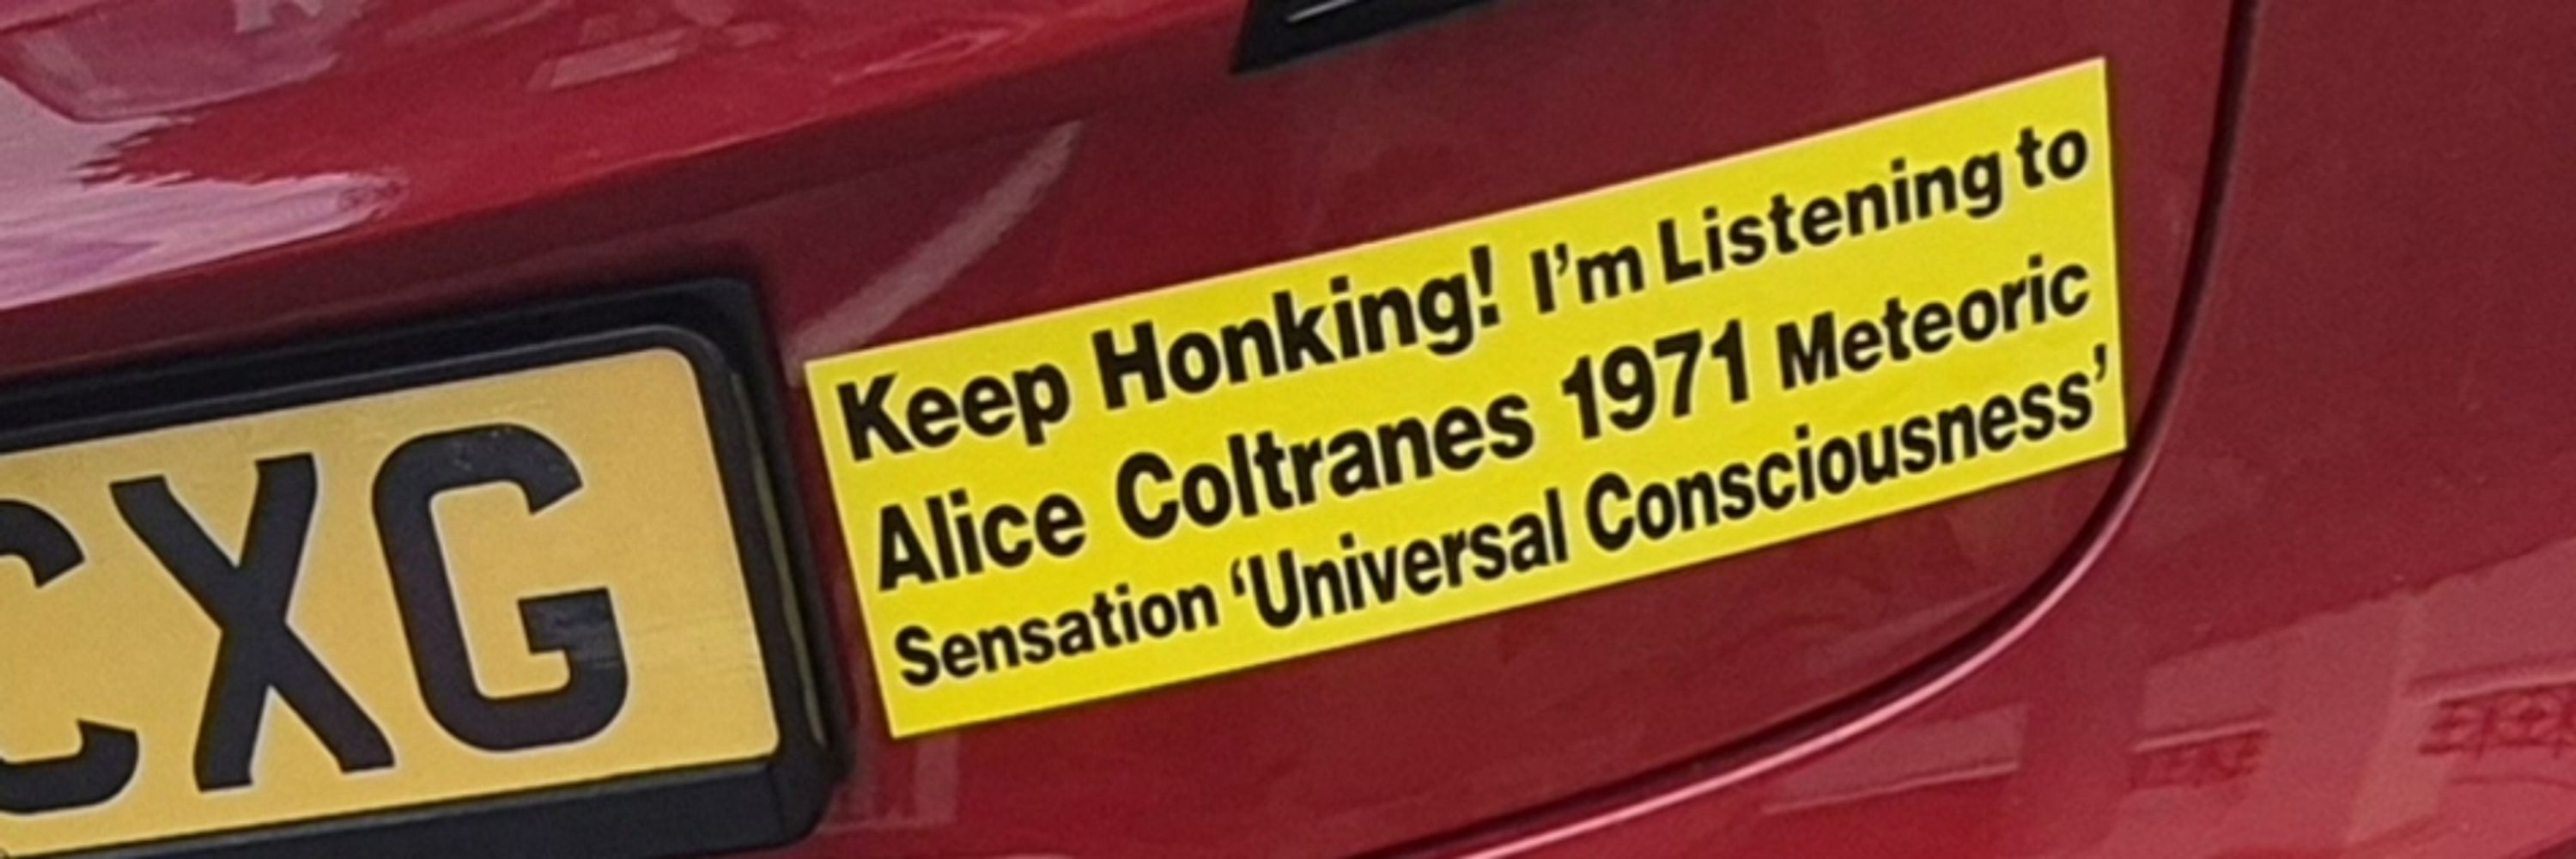 CXG
Keep Honking! I'm Listening to
Alice Coltranes 1971 Meteoric
Sensation ‘Universal Consciousness’